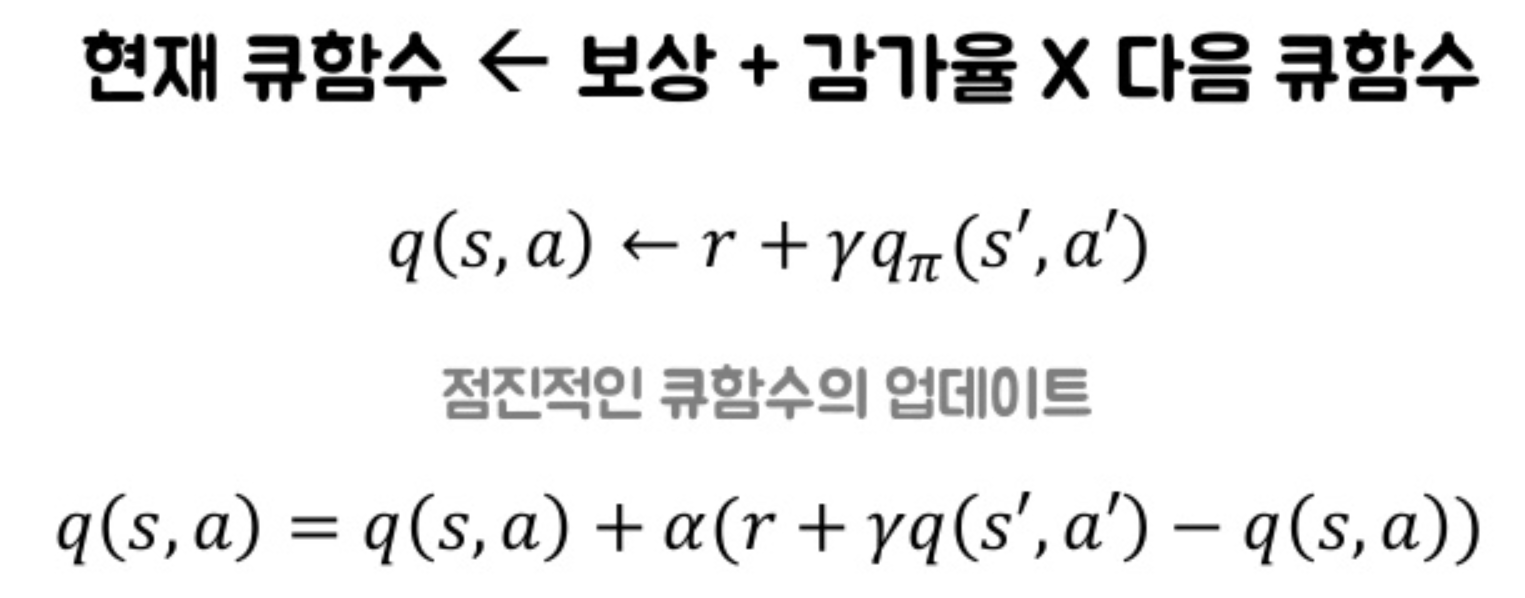 현재 큐함수 ← 보상 + 감가율 X 다음 큐함수
q(s, a) ← r + γq_π(s′, a′)
점진적인 큐함수의 업데이트
q(s, a) = q(s, a) + α(r + γq(s′, a′) − q(s, a))